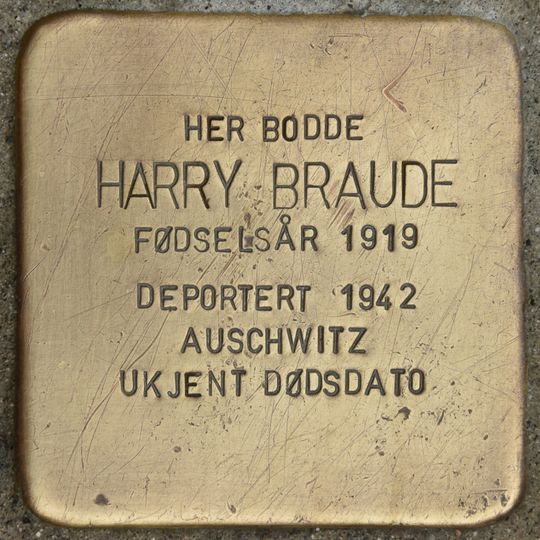 HER BODDE
HARRY BRAUDE
FØDSELSÅR 1919
DEPORTERT 1942
AUSCHWITZ
UKJENT DØDSDATO